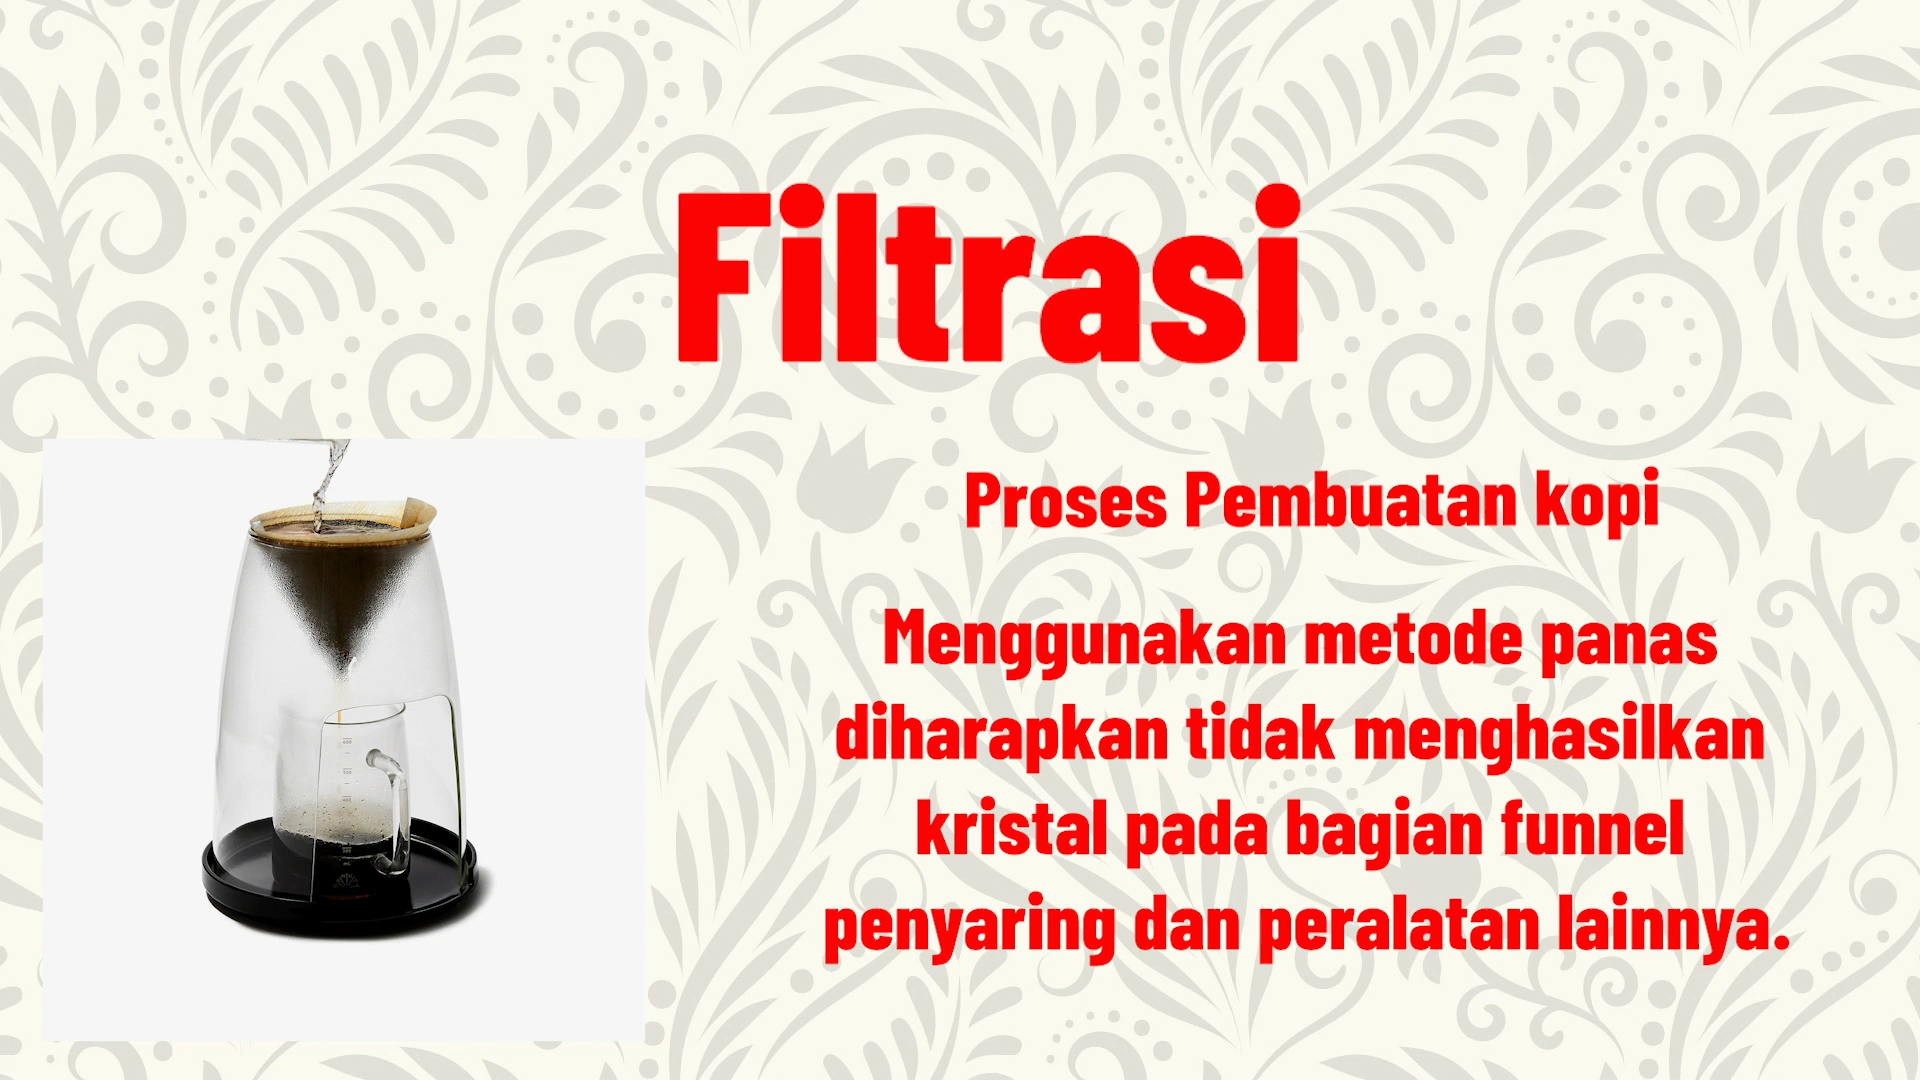 Filtrasi
Proses Pembuatan kopi
Menggunakan metode panas
diharapkan tidak menghasilkan
kristal pada bagian funnel
penyaring dan peralatan lainnya.